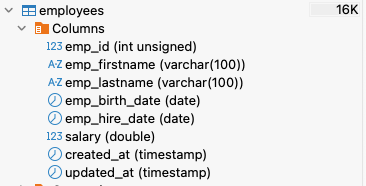 employees 16K
Columns
123 emp_id (int unsigned)
A-Z emp_firstname (varchar(100))
A-Z emp_lastname (varchar(100))
emp_birth_date (date)
emp_hire_date (date)
123 salary (double)
created_at (timestamp)
updated_at (timestamp)